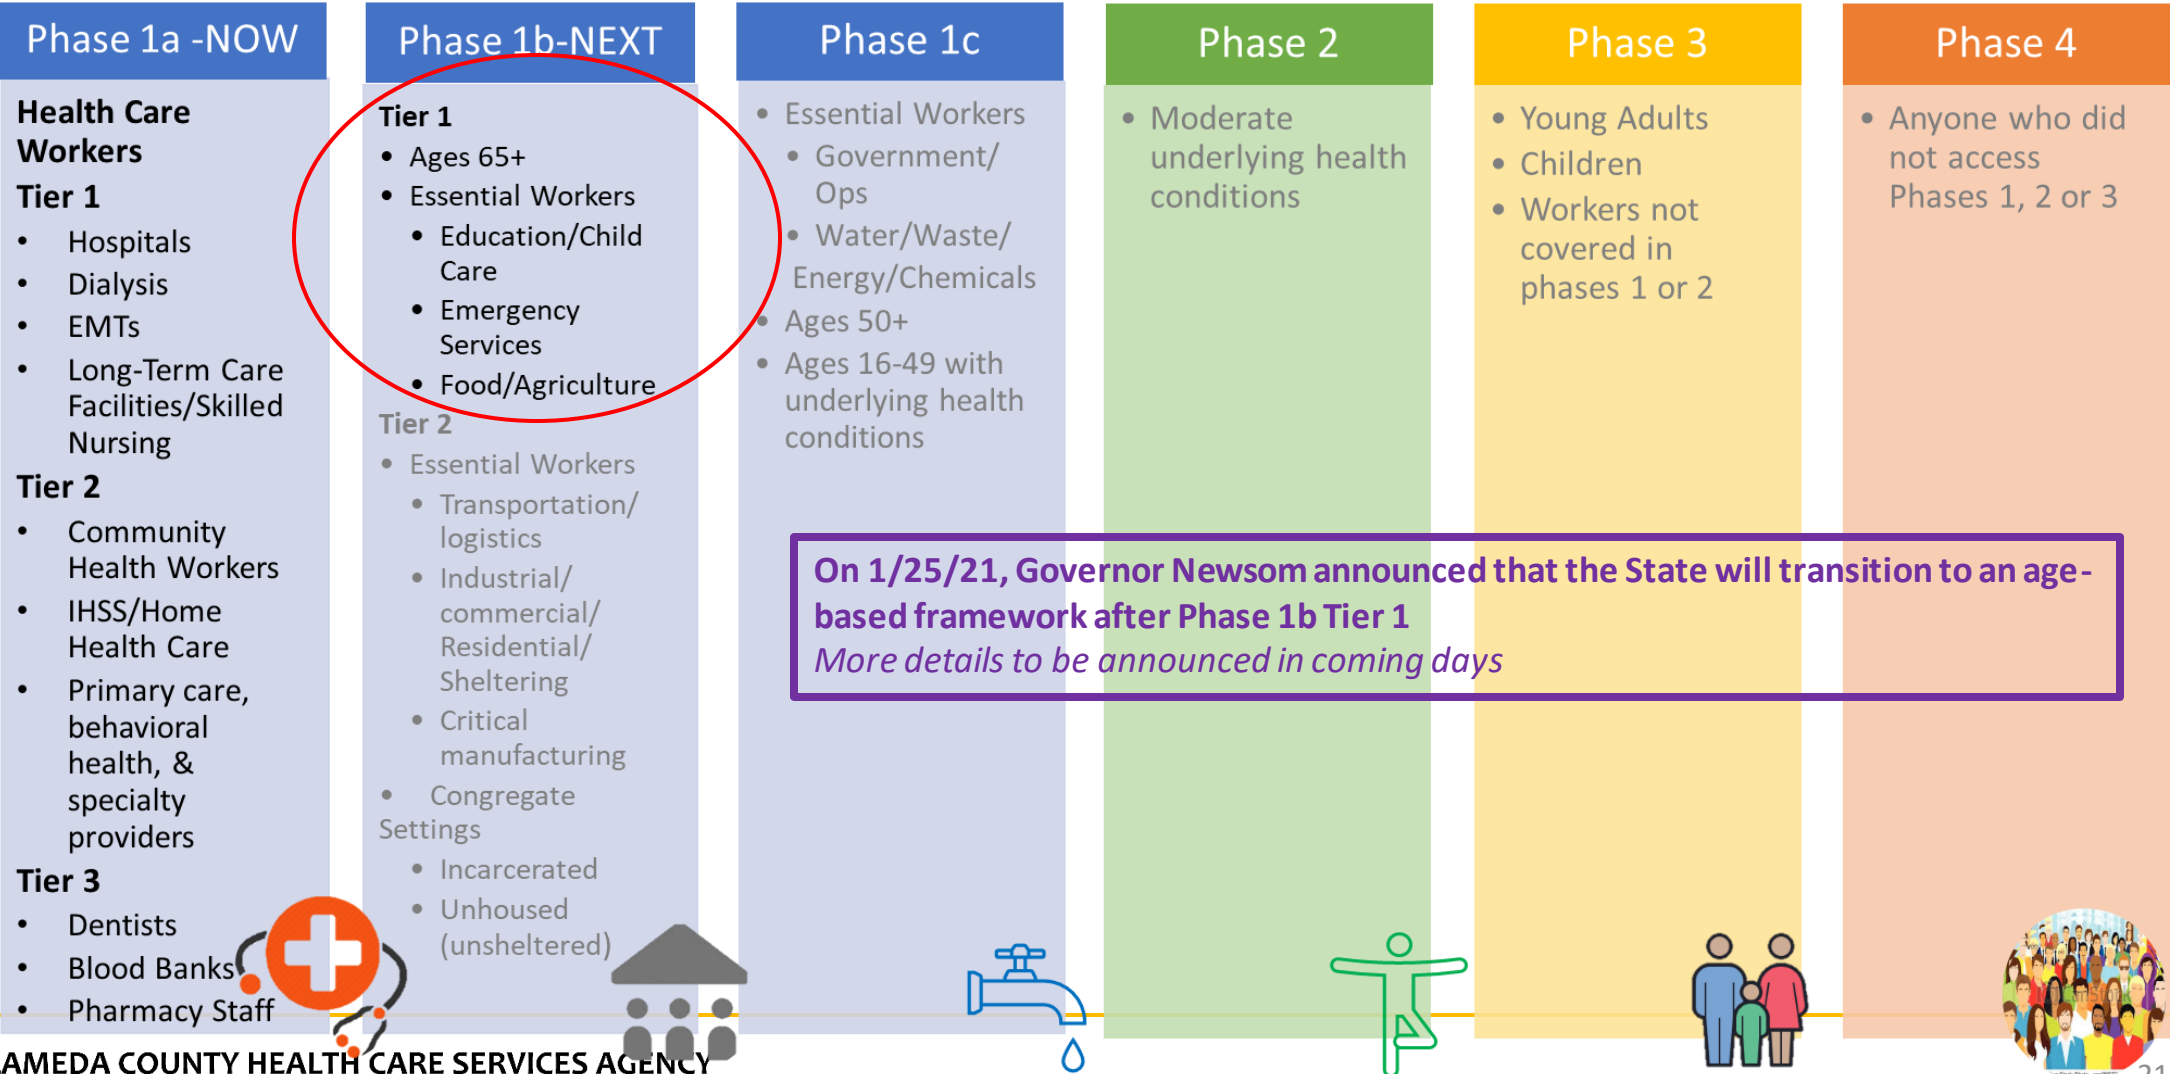 Phase 1a -NOW
Health Care
Workers
Tier 1
• Hospitals
• Dialysis
• EMTs
• Long-Term Care
Facilities/Skilled
Nursing
Tier 2
• Community
Health Workers
• IHSS/Home
Health Care
• Primary care,
behavioral
health, &
specialty
providers
Tier 3
• Dentists
• Blood Banks
• Pharmacy Staff
Phase 1b-NEXT
Tier 1
• Ages 65+
• Essential Workers
• Education/Child
Care
• Emergency
Services
• Food/Agriculture
Tier 2
• Essential Workers
• Transportation/
logistics
• Industrial/
commercial/
Residential/
Sheltering
• Critical
manufacturing
• Congregate
Settings
• Incarcerated
• Unhoused
(unsheltered)
Phase 1c
• Essential Workers
• Government/
Ops
• Water/Waste/
Energy/Chemicals
• Ages 50+
• Ages 16-49 with
underlying health
conditions
Phase 2
• Moderate
underlying health
conditions
Phase 3
• Young Adults
• Children
• Workers not
covered in
phases 1 or 2
Phase 4
• Anyone who did
not access
Phases 1, 2 or 3
On 1/25/21, Governor Newsom announced that the State will transition to an age-
based framework after Phase 1b Tier 1
More details to be announced in coming days
AMEDA COUNTY HEALTH CARE SERVICES AGENCY
21